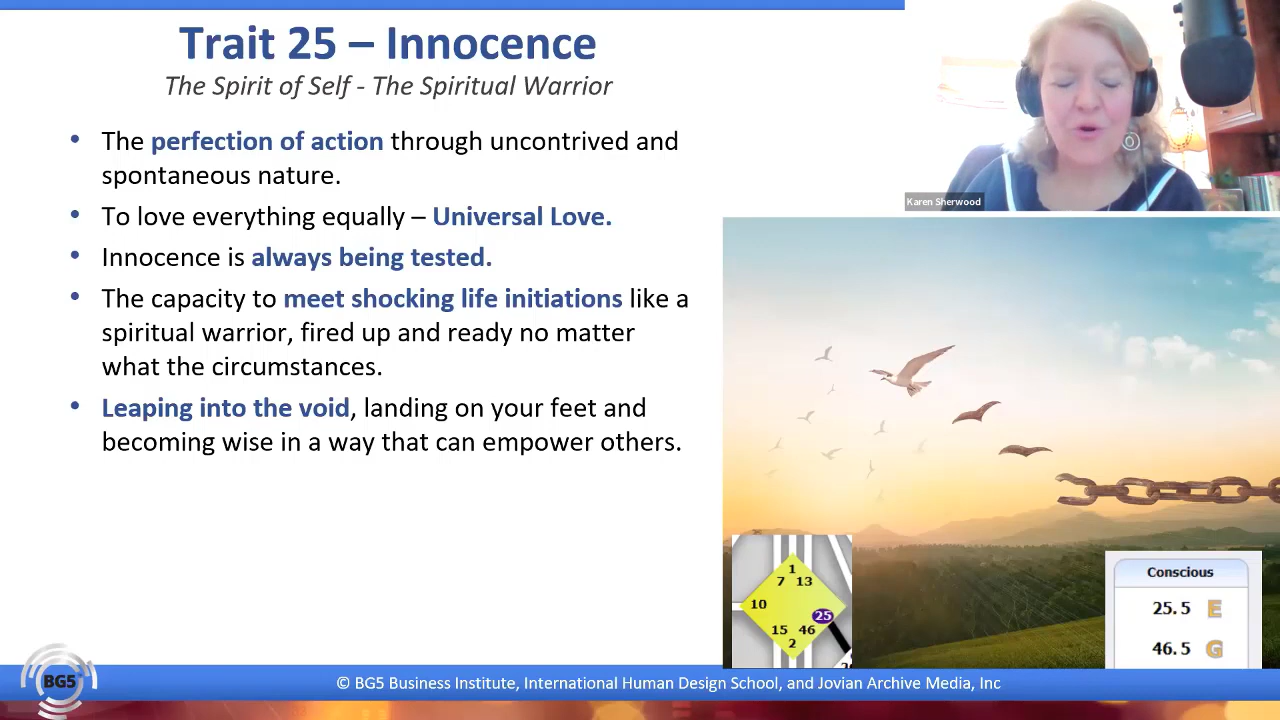 Trait 25 – Innocence
The Spirit of Self - The Spiritual Warrior
• The perfection of action through uncontrived and
spontaneous nature.
• To love everything equally – Universal Love.
• Innocence is always being tested.
• The capacity to meet shocking life initiations like a
spiritual warrior, fired up and ready no matter
what the circumstances.
• Leaping into the void, landing on your feet and
becoming wise in a way that can empower others.
Karen Sherwood
1
7 13
10
25
15 46
2
Conscious
25.5 E
46.5 G
BG5
© BG5 Business Institute, International Human Design School, and Jovian Archive Media, Inc